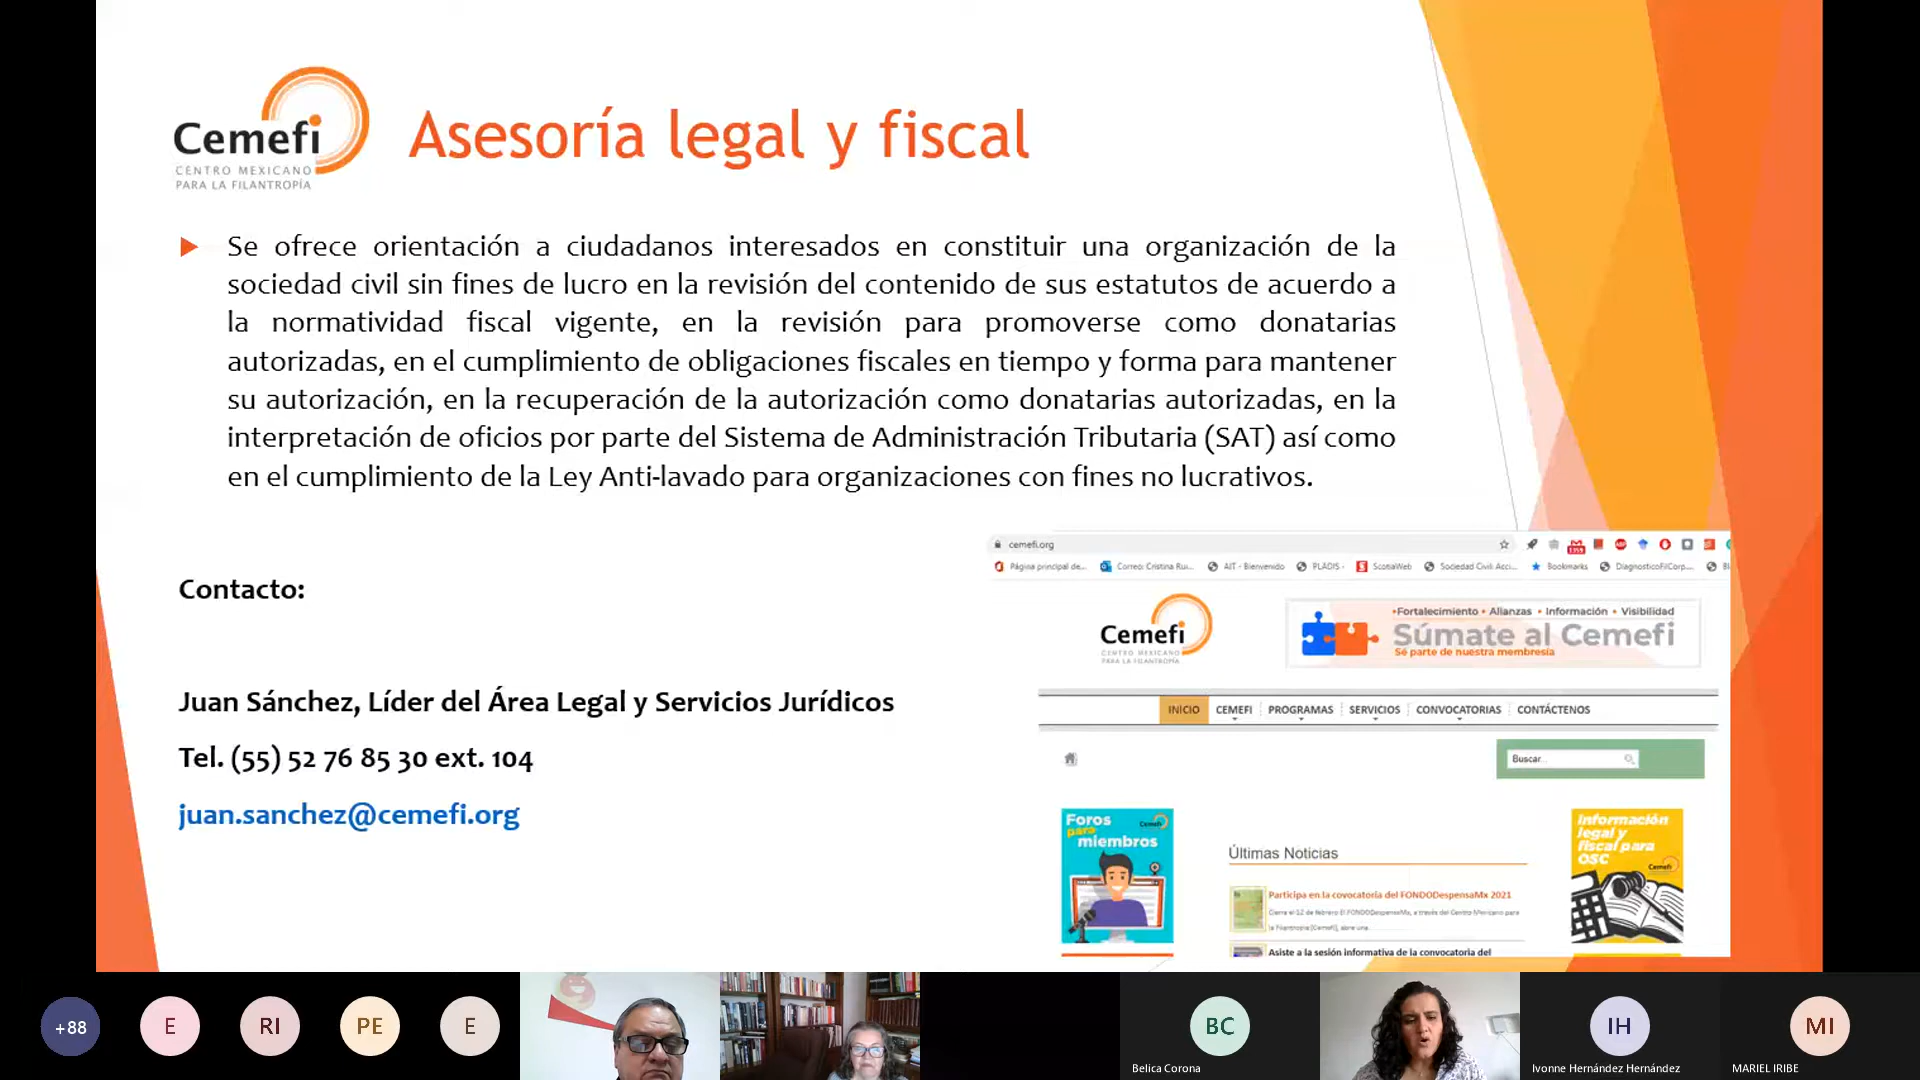 Cemefi
CENTRO MEXICANO
PARA LA FILANTROPÍA
Asesoría legal y fiscal
Se ofrece orientación a ciudadanos interesados en constituir una organización de la
sociedad civil sin fines de lucro en la revisión del contenido de sus estatutos de acuerdo a
la normatividad fiscal vigente, en la revisión para promoverse como donatarias
autorizadas, en el cumplimiento de obligaciones fiscales en tiempo y forma para mantener
su autorización, en la recuperación de la autorización como donatarias autorizadas, en la
interpretación de oficios por parte del Sistema de Administración Tributaria (SAT) así como
en el cumplimiento de la Ley Anti-lavado para organizaciones con fines no lucrativos.
Contacto:
Juan Sánchez, Líder del Área Legal y Servicios Jurídicos
Tel. (55) 52 76 85 30 ext. 104
juan.sanchez@cemefi.org
cemefi.org
Página principal de... Correo: Cristina Rui... AIT - Bienvenido PLADIS - ScotiaWeb Sociedad Civil: Acci... Bookmarks DiagnosticoFilCorp...
Cemefi
CENTRO MEXICANO
PARA LA FILANTROPÍA
•Fortalecimiento • Alianzas • Información • Visibilidad
Súmate al Cemefi
Sé parte de nuestra membresía
INICIO CEMEFI PROGRAMAS SERVICIOS CONVOCATORIAS CONTÁCTENOS
Buscar...
Foros
para
miembros
Cemefi
Últimas Noticias
Participa en la covocatoria del FONDODespensaMx 2021
Cierra el 12 de febrero El FONDODespensaMx, a través del Centro Mexicano para
la Filantropía (Cemefi), abre una...
Asiste a la sesión informativa de la convocatoria del
Información
legal y
fiscal para
OSC
Cemefi
+88
E
RI
PE
E
BC
Belica Corona
IH
Ivonne Hernández Hernández
MI
MARIEL IRIBE